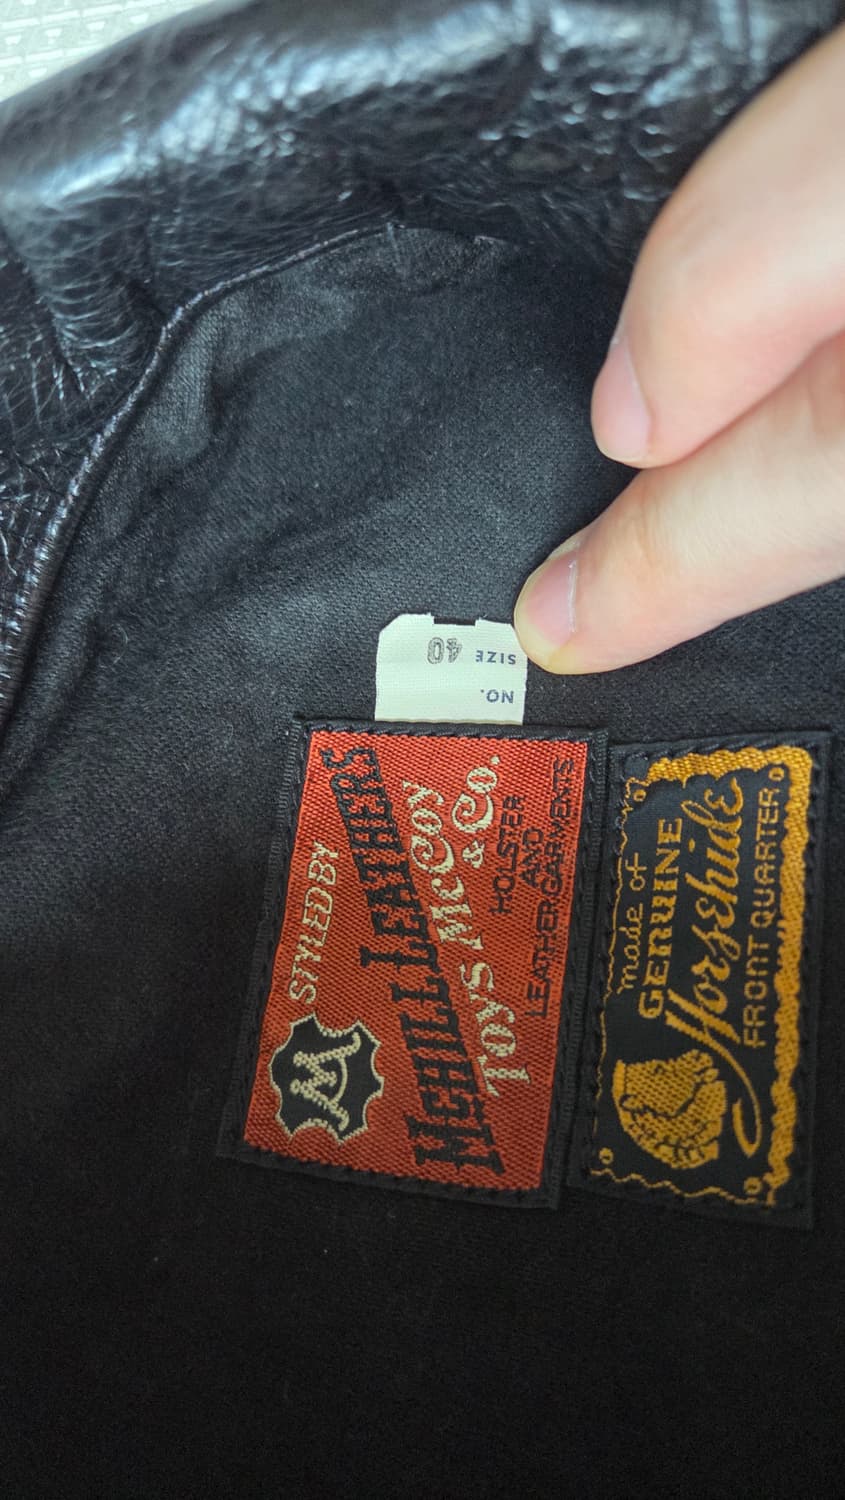 NO.
SIZE 40
STYLED BY
MCHILL LEATHERS
TOYS McCOY
& Co.
HOLSTER
AND
LEATHER GARMENTS
made of
GENUINE
Horsehide
FRONT QUARTER
M